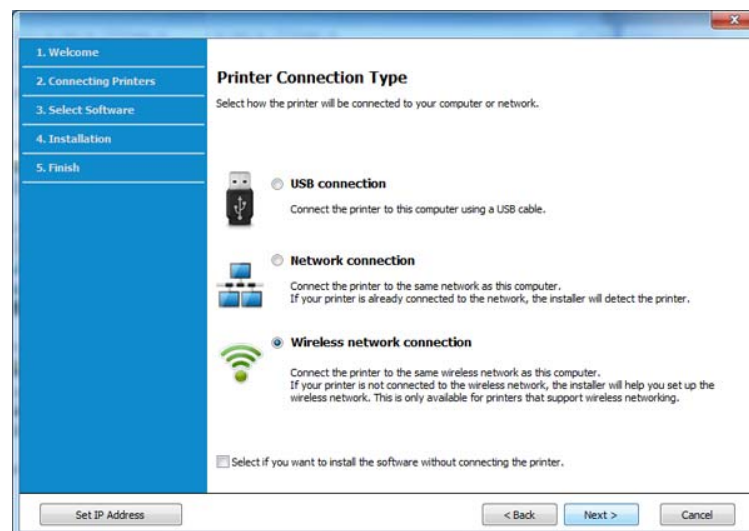 1. Welcome
2. Connecting Printers
3. Select Software
4. Installation
5. Finish
Printer Connection Type
Select how the printer will be connected to your computer or network.
USB connection
Connect the printer to this computer using a USB cable.
Network connection
Connect the printer to the same network as this computer.
If your printer is already connected to the network, the installer will detect the printer.
Wireless network connection
Connect the printer to the same wireless network as this computer.
If your printer is not connected to the wireless network, the installer will help you set up the
wireless network. This is only available for printers that support wireless networking.
Select if you want to install the software without connecting the printer.
Set IP Address
< Back
Next >
Cancel